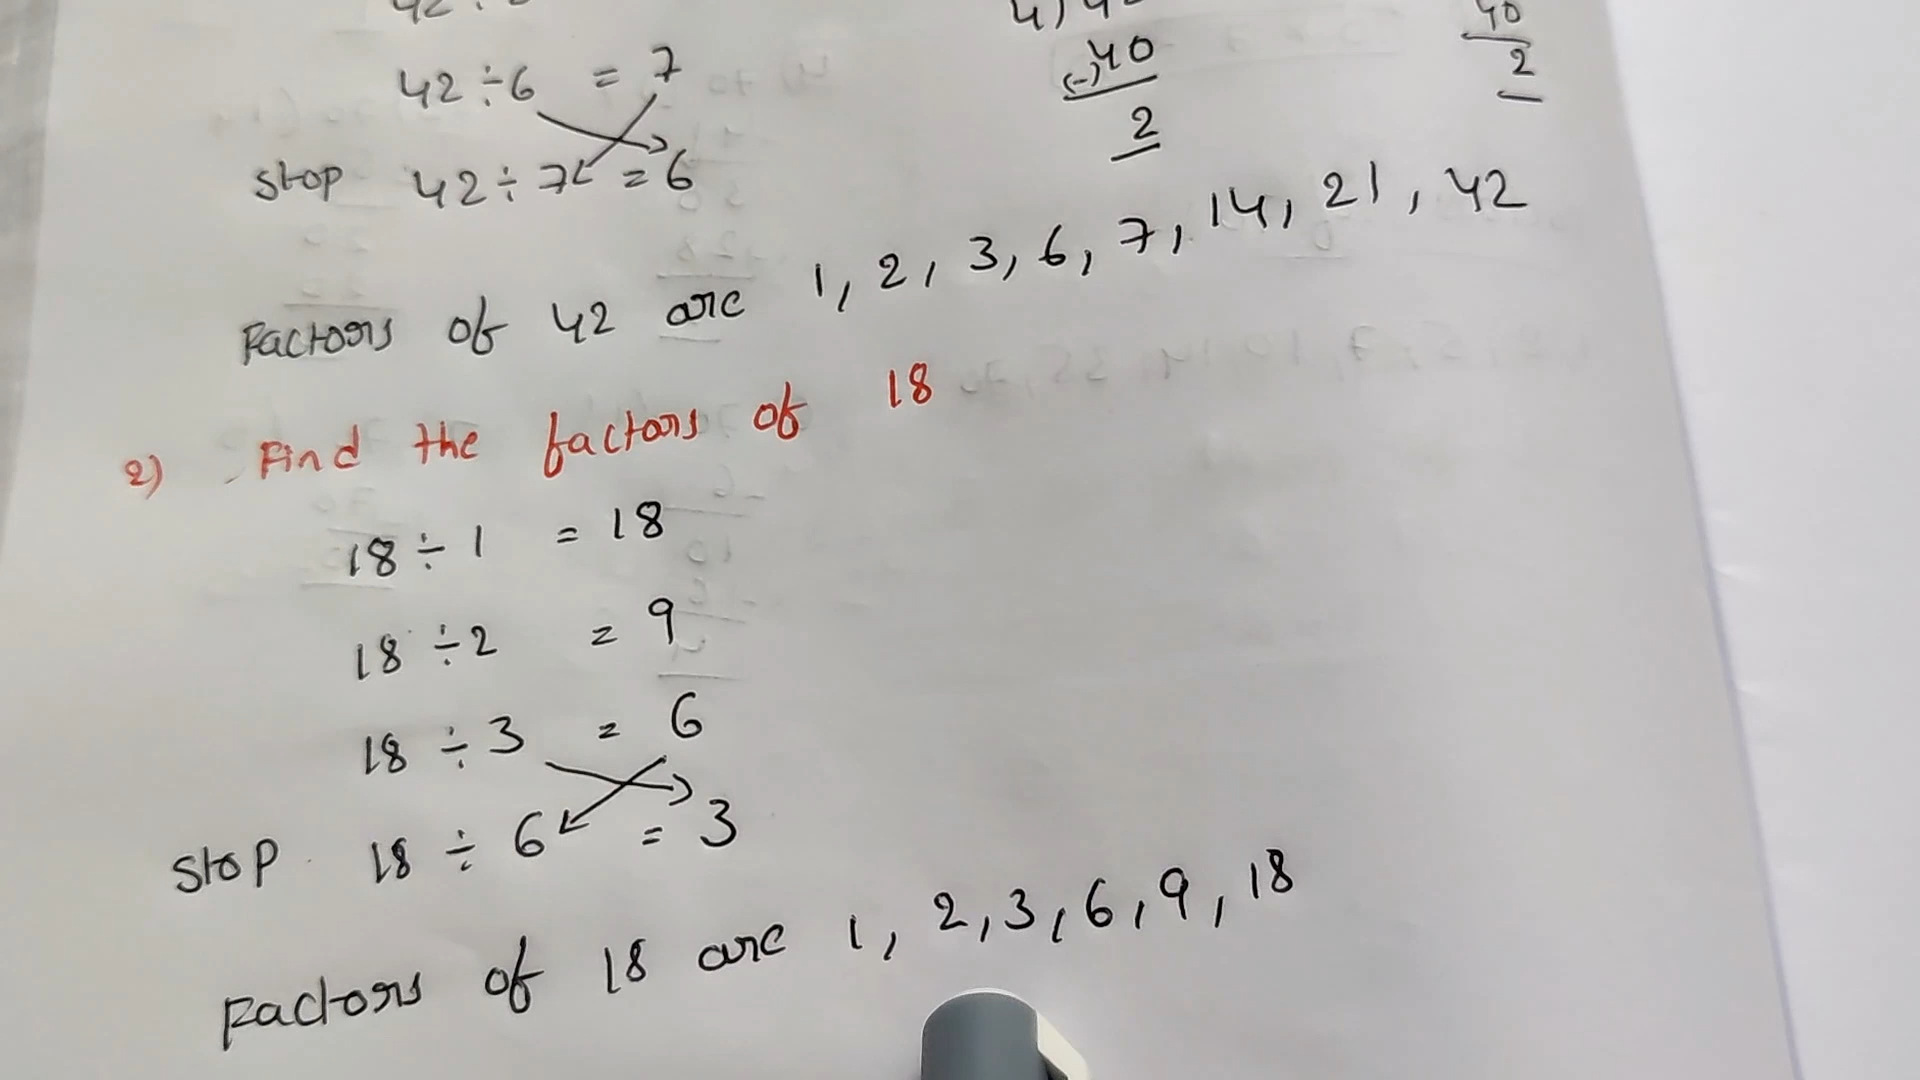 42 ÷ 6 = 7
stop 42 ÷ 7 = 6
(-) 40
2
40
2
Factors of 42 are 1, 2, 3, 6, 7, 14, 21, 42
2) Find the factors of 18
18 ÷ 1 = 18
18 ÷ 2 = 9
18 ÷ 3 = 6
stop 18 ÷ 6 = 3
Factors of 18 are 1, 2, 3, 6, 9, 18